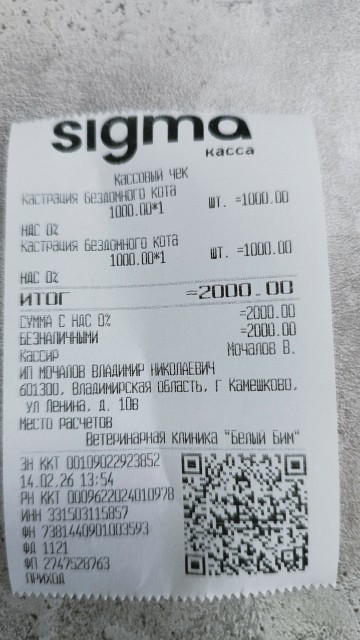 sigma
касса
КАССОВЫЙ ЧЕК
Кастрация бездомного кота
1000.00*1 ШТ. =1000.00
НДС 0%
Кастрация бездомного кота
1000.00*1 ШТ. =1000.00
НДС 0%
ИТОГ =2000.00
СУММА С НДС 0% =2000.00
БЕЗНАЛИЧНЫМИ =2000.00
Кассир Мочалов В.
ИП МОЧАЛОВ ВЛАДИМИР НИКОЛАЕВИЧ
601300, Владимирская область, Г Камешково,
ул Ленина, д. 10в
Место расчетов
Ветеринарная клиника "Белый Бим"
ЗН ККТ 00109022923852
14.02.26 13:54
РН ККТ 0009622024010978
ИНН 331503115857
ФН 7381440901003593
ФД 1121
ФП 2747528763
ПРИХОД